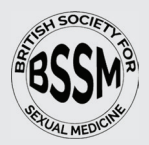 BRITISH SOCIETY FOR
BSSM
SEXUAL MEDICINE